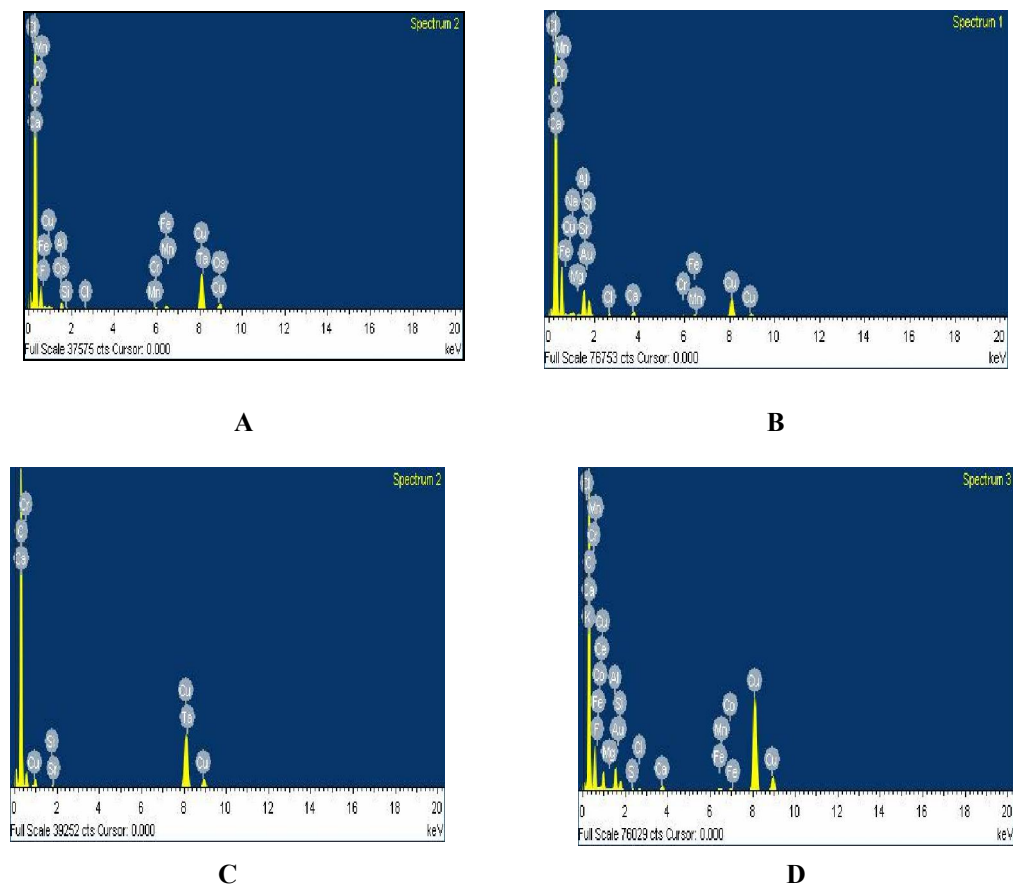 Spectrum 2
Mn
Cr
C
Ca
Cu
Fe
F
Al
Os
Si
Cl
Fe
Mn
Cr
Mn
Cu
Ta
Os
Cu
0 2 4 6 8 10 12 14 16 18 20
Full Scale 37575 cts Cursor: 0.000 keV
A
Spectrum 1
Cl
Mn
Cr
C
Ca
Na
Cu
Fe
Al
Si
Si
Au
Mg
Cl
Ca
Fe
Cr
Mn
Cu
Cu
0 2 4 6 8 10 12 14 16 18 20
Full Scale 76753 cts Cursor: 0.000 keV
B
Spectrum 2
Cr
C
Ca
Cu
Si
Sr
Cu
Ta
Cu
0 2 4 6 8 10 12 14 16 18 20
Full Scale 39252 cts Cursor: 0.000 keV
C
Spectrum 3
Mn
Cr
C
Ca
K
Cu
Ce
Co
Fe
F
Al
Si
Au
Mg
S
Cl
Ca
Co
Mn
Fe
Fe
Cu
Cu
0 2 4 6 8 10 12 14 16 18 20
Full Scale 76029 cts Cursor: 0.000 keV
D